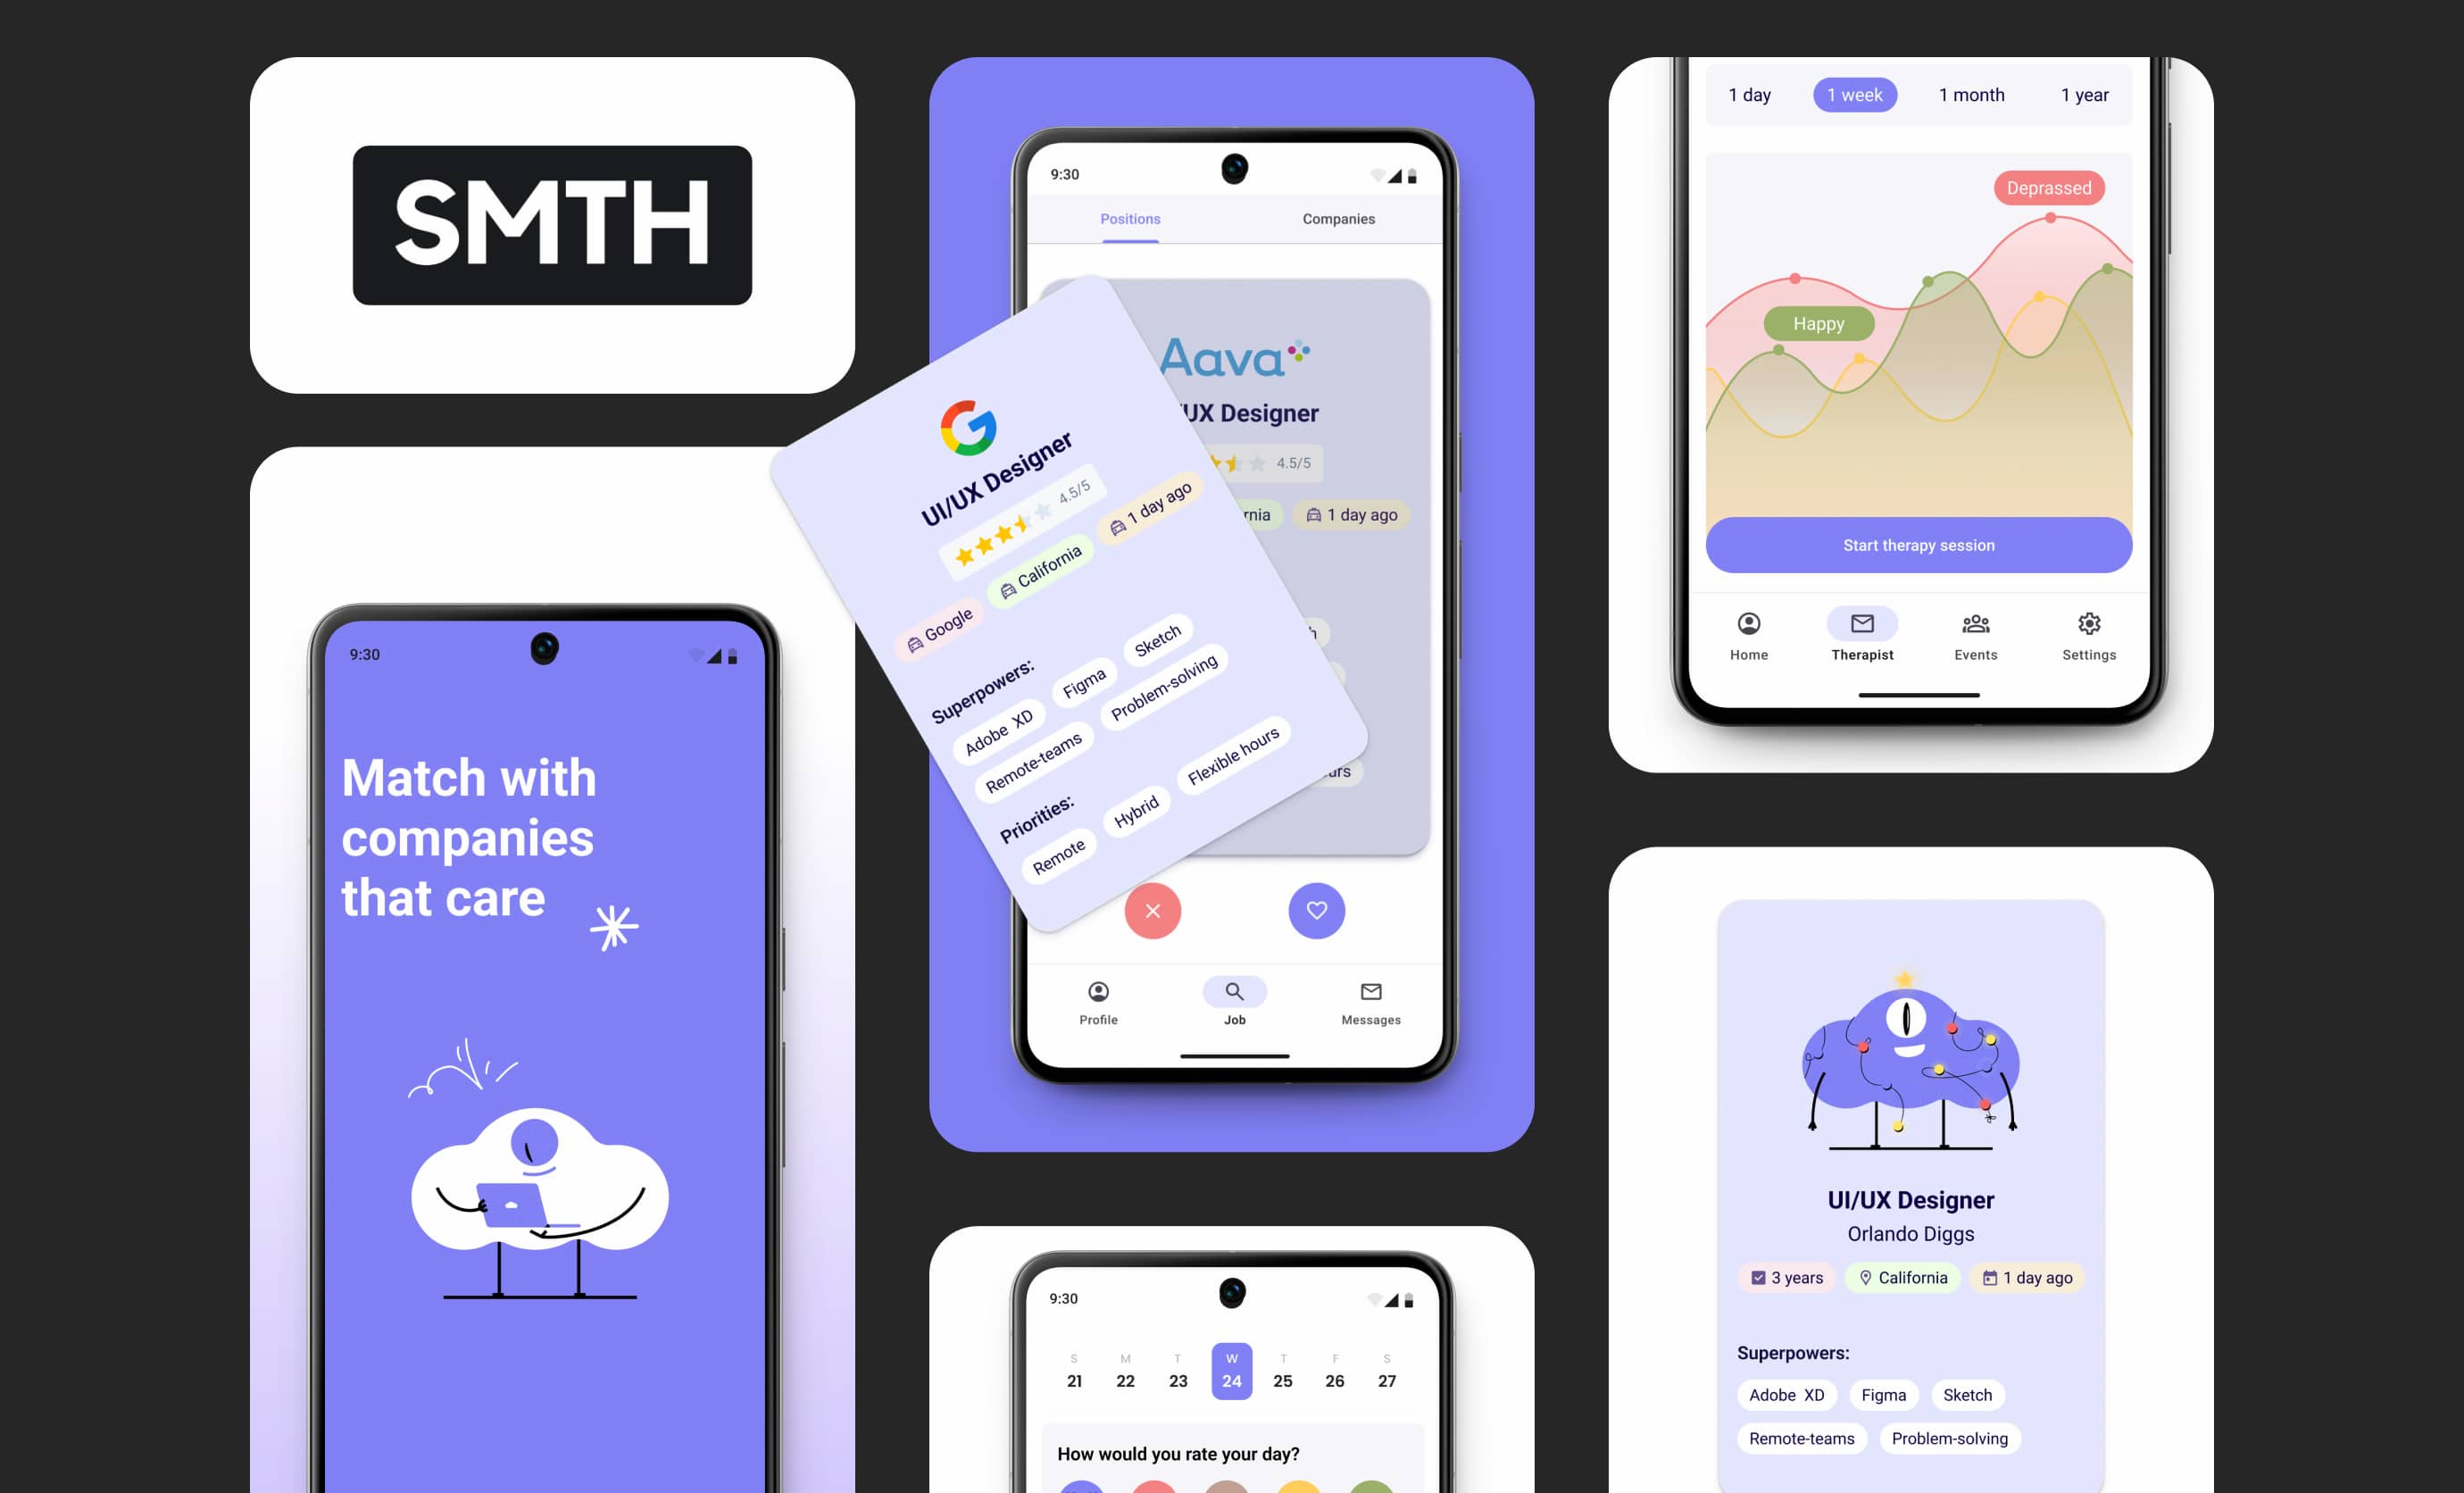 SMTH
9:30
Match with
companies
that care
9:30
Positions
Companies
Aava
UX Designer
4.5/5
1 day ago
UI/UX Designer
4.5/5
Google
California
1 day ago
Superpowers:
Adobe XD
Figma
Sketch
Remote-teams
Problem-solving
Priorities:
Remote
Hybrid
Flexible hours
Profile
Job
Messages
9:30
S M T W T F S
21 22 23 24 25 26 27
How would you rate your day?
1 day
1 week
1 month
1 year
Deprassed
Happy
Start therapy session
Home
Therapist
Events
Settings
UI/UX Designer
Orlando Diggs
3 years
California
1 day ago
Superpowers:
Adobe XD
Figma
Sketch
Remote-teams
Problem-solving